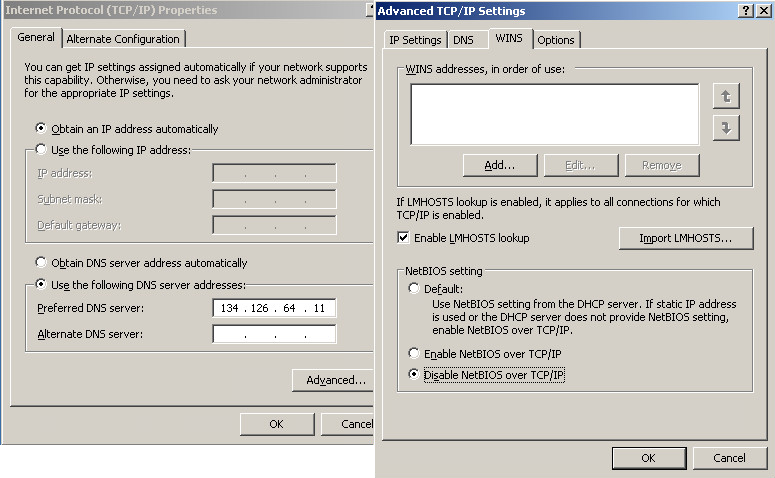 Internet Protocol (TCP/IP) Properties
?
General
Alternate Configuration
You can get IP settings assigned automatically if your network supports
this capability. Otherwise, you need to ask your network administrator
for the appropriate IP settings.
Obtain an IP address automatically
Use the following IP address:
IP address:
. . .
Subnet mask:
. . .
Default gateway:
. . .
Obtain DNS server address automatically
Use the following DNS server addresses:
Preferred DNS server:
134 . 126 . 64 . 11
Alternate DNS server:
. . .
Advanced...
OK
Cancel
Advanced TCP/IP Settings
?
IP Settings
DNS
WINS
Options
WINS addresses, in order of use:
Add...
Edit...
Remove
If LMHOSTS lookup is enabled, it applies to all connections for which
TCP/IP is enabled.
Enable LMHOSTS lookup
Import LMHOSTS...
NetBIOS setting
Default:
Use NetBIOS setting from the DHCP server. If static IP address
is used or the DHCP server does not provide NetBIOS setting,
enable NetBIOS over TCP/IP.
Enable NetBIOS over TCP/IP
Disable NetBIOS over TCP/IP
OK
Cancel